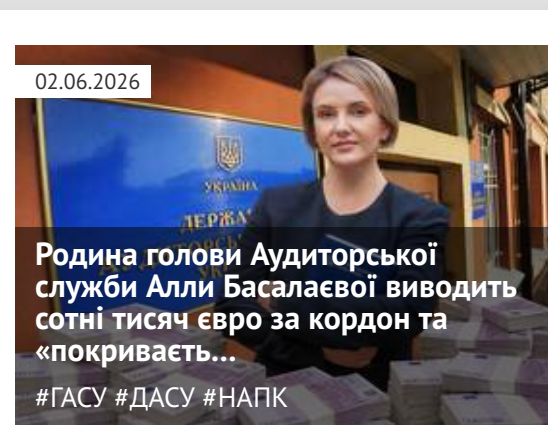 02.06.2026
УКРАЇНА
ДЕРЖА
Родина голови Аудиторської
служби Алли Басалаєвої виводить
сотні тисяч євро за кордон та
«покриваєть...
#ГАСУ #ДАСУ #НАПК